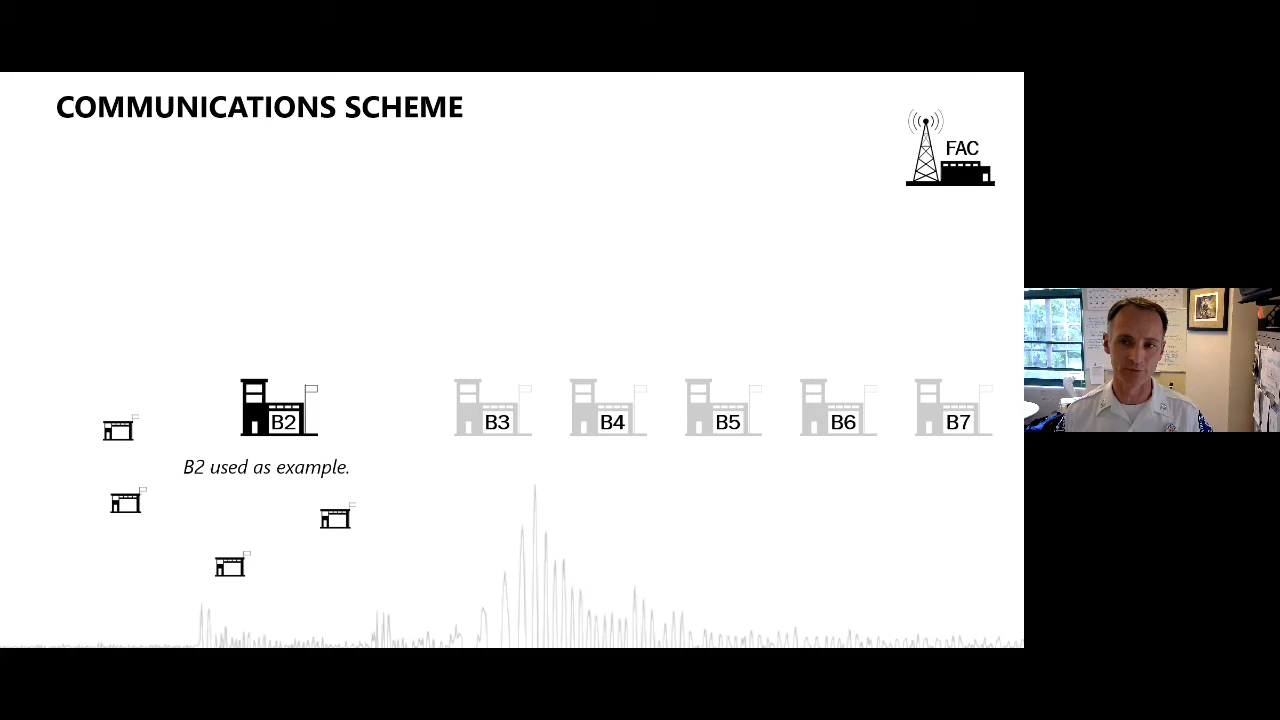 COMMUNICATIONS SCHEME
FAC
B2
B3
B4
B5
B6
B7
B2 used as example.